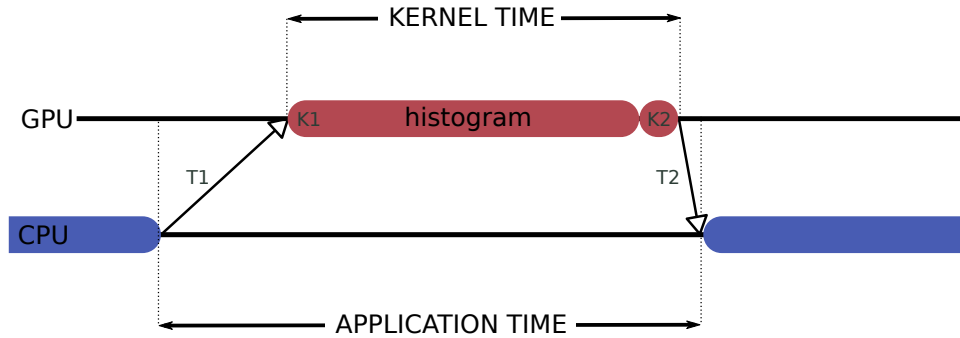 KERNEL TIME
GPU
K1
histogram
K2
T1
T2
CPU
APPLICATION TIME